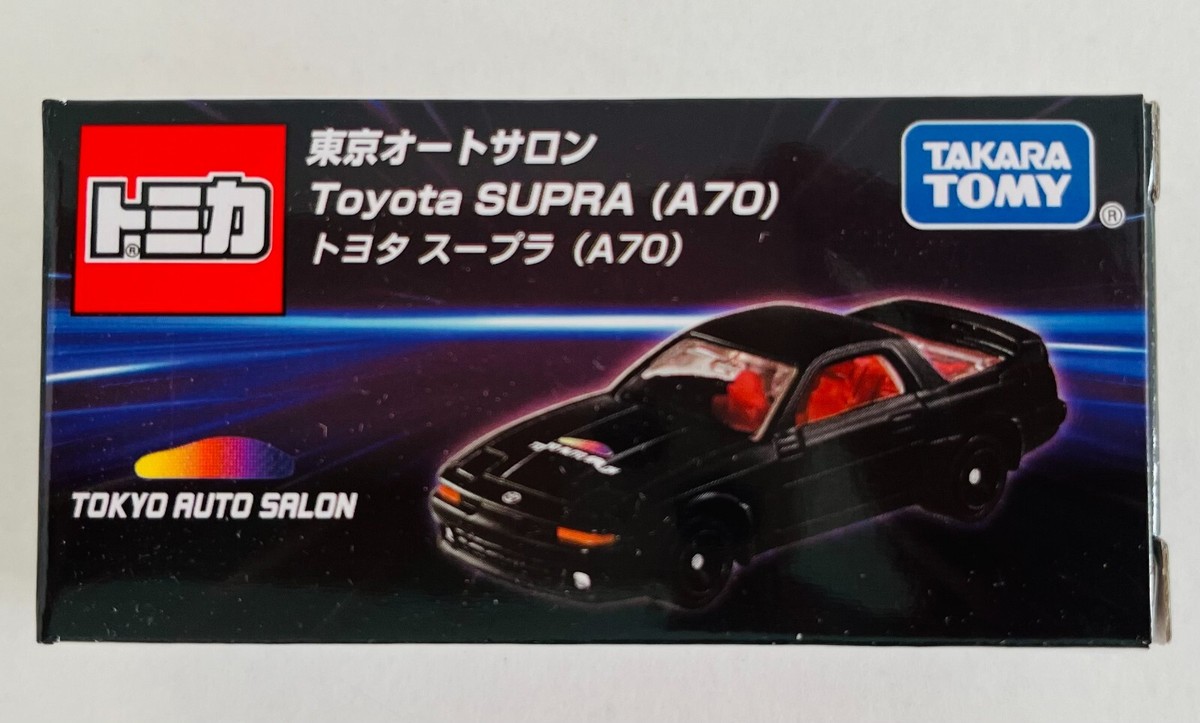 トミカ
®
東京オートサロン
Toyota SUPRA (A70)
トヨタ スープラ (A70)
TAKARA
TOMY
®
TOKYO AUTO SALON